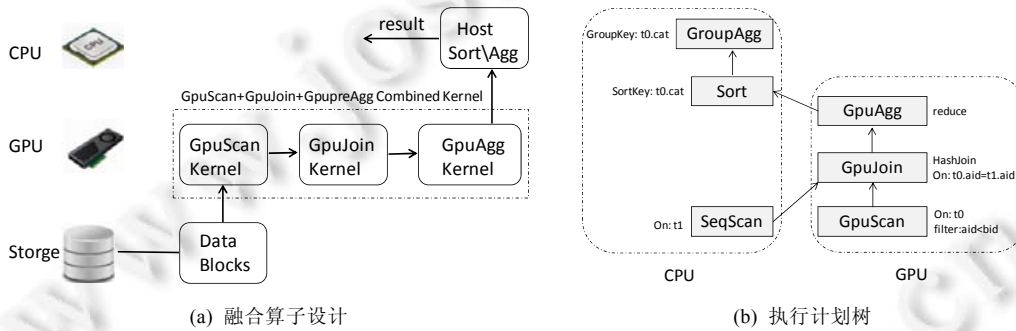 result
Host
Sort\Agg
CPU
CPU
GpuScan+GpuJoin+GpupreAgg Combined Kernel
GPU
GpuScan
Kernel
GpuJoin
Kernel
GpuAgg
Kernel
Storge
Data
Blocks
(a) 融合算子设计
GroupKey: t0.cat
GroupAgg
SortKey: t0.cat
Sort
GpuAgg
reduce
GpuJoin
HashJoin
On: t0.aid=t1.aid
On: t1
SeqScan
GpuScan
On: t0
filter:aid<bid
CPU
GPU
(b) 执行计划树